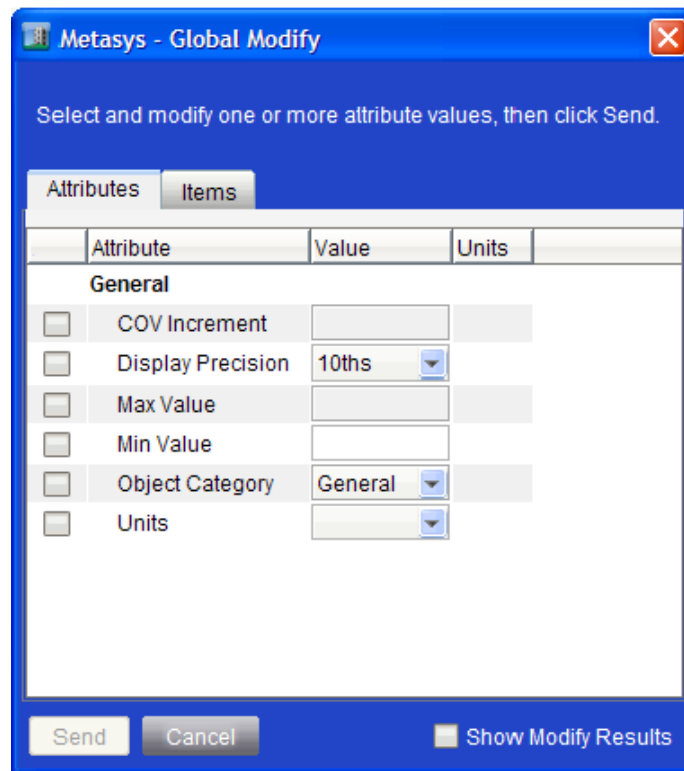 Metasys - Global Modify
Select and modify one or more attribute values, then click Send.
Attributes Items
Attribute Value Units
General
COV Increment
Display Precision 10ths
Max Value
Min Value
Object Category General
Units
Send Cancel Show Modify Results